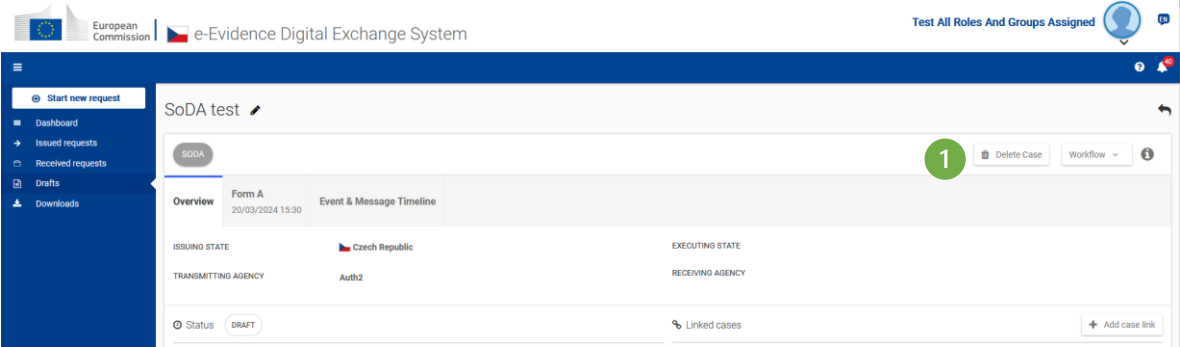 European
Commission
e-Evidence Digital Exchange System
Test All Roles And Groups Assigned
EN
40
Start new request
Dashboard
Issued requests
Received requests
Drafts
Downloads
SoDA test
SODA
1
Delete Case
Workflow
Overview
Form A
20/03/2024 15:30
Event & Message Timeline
ISSUING STATE
Czech Republic
EXECUTING STATE
TRANSMITTING AGENCY
Auth2
RECEIVING AGENCY
Status
DRAFT
Linked cases
Add case link